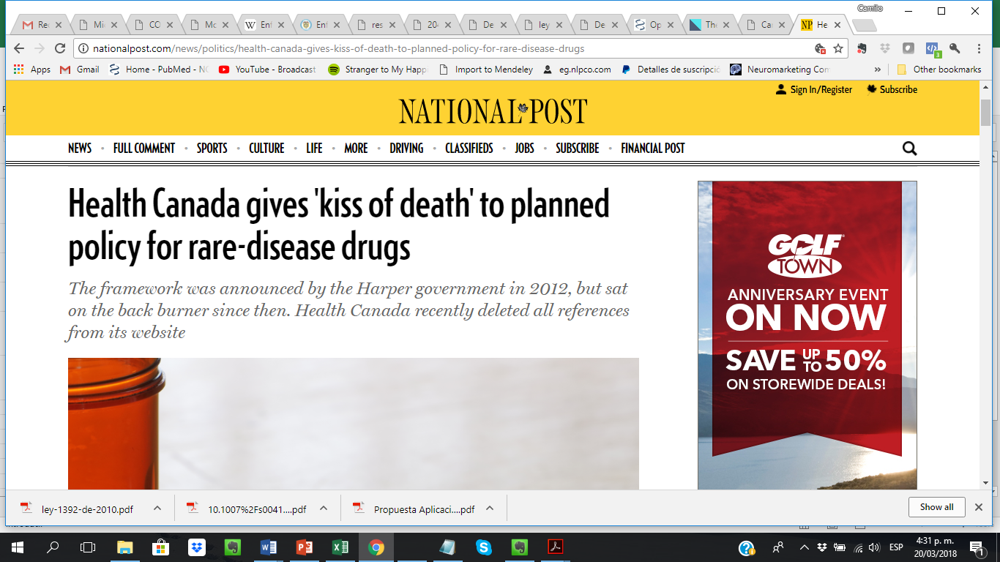 Camilo
Rec
Mic
CO
Mo
Enf
Enf
res
20
De
ley
De
Op
The
Ca
He
nationalpost.com/news/politics/health-canada-gives-kiss-of-death-to-planned-policy-for-rare-disease-drugs
3
Apps
Gmail
Home - PubMed - NC
YouTube - Broadcast
Stranger to My Happ
Import to Mendeley
eg.nlpco.com
Detalles de suscripció
Neuromarketing Com
»
Other bookmarks
Sign In/Register
Subscribe
NATIONAL POST
NEWS • FULL COMMENT • SPORTS • CULTURE • LIFE • MORE • DRIVING • CLASSIFIEDS • JOBS • SUBSCRIBE • FINANCIAL POST
Health Canada gives 'kiss of death' to planned
policy for rare-disease drugs
The framework was announced by the Harper government in 2012, but sat
on the back burner since then. Health Canada recently deleted all references
from its website
GOLF
TOWN
ANNIVERSARY EVENT
ON NOW
SAVE UP TO 50%
ON STOREWIDE DEALS!
ley-1392-de-2010.pdf
10.1007%2Fs0041....pdf
Propuesta Aplicaci....pdf
Show all
ESP
4:31 p. m.
20/03/2018
1